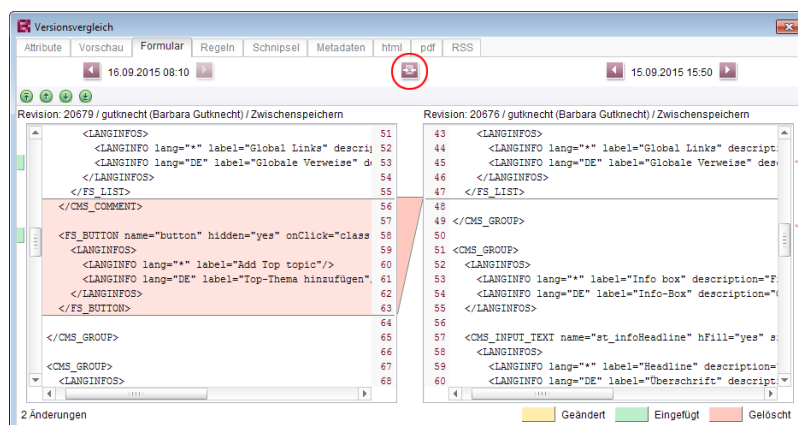 Versionsvergleich
Attribute Vorschau Formular Regeln Schnipsel Metadaten html pdf RSS
16.09.2015 08:10 15.09.2015 15:50
Revision: 20679 / gutknecht (Barbara Gutknecht) / Zwischenspeichern
<LANGINFOS> 51
<LANGINFO lang="*" label="Global Links" descri 52
<LANGINFO lang="DE" label="Globale Verweise" d 53
</LANGINFOS> 54
</FS_LIST> 55
</CMS_COMMENT> 56
57
<FS_BUTTON name="button" hidden="yes" onClick="class 58
<LANGINFOS> 59
<LANGINFO lang="*" label="Add Top topic"/> 60
<LANGINFO lang="DE" label="Top-Thema hinzufügen" 61
</LANGINFOS> 62
</FS_BUTTON> 63
64
</CMS_GROUP> 65
66
<CMS_GROUP> 67
<LANGINFOS> 68
Revision: 20676 / gutknecht (Barbara Gutknecht) / Zwischenspeichern
43 <LANGINFOS>
44 <LANGINFO lang="*" label="Global Links" descript
45 <LANGINFO lang="DE" label="Globale Verweise" des
46 </LANGINFOS>
47 </FS_LIST>
48
49 </CMS_GROUP>
50
51 <CMS_GROUP>
52 <LANGINFOS>
53 <LANGINFO lang="*" label="Info box" description="F
54 <LANGINFO lang="DE" label="Info-Box" description="
55 </LANGINFOS>
56
57 <CMS_INPUT_TEXT name="st_infoHeadline" hFill="yes" s
58 <LANGINFOS>
59 <LANGINFO lang="*" label="Headline" description="
60 <LANGINFO lang="DE" label="Überschrift" descript
2 Änderungen Geändert Eingefügt Gelöscht